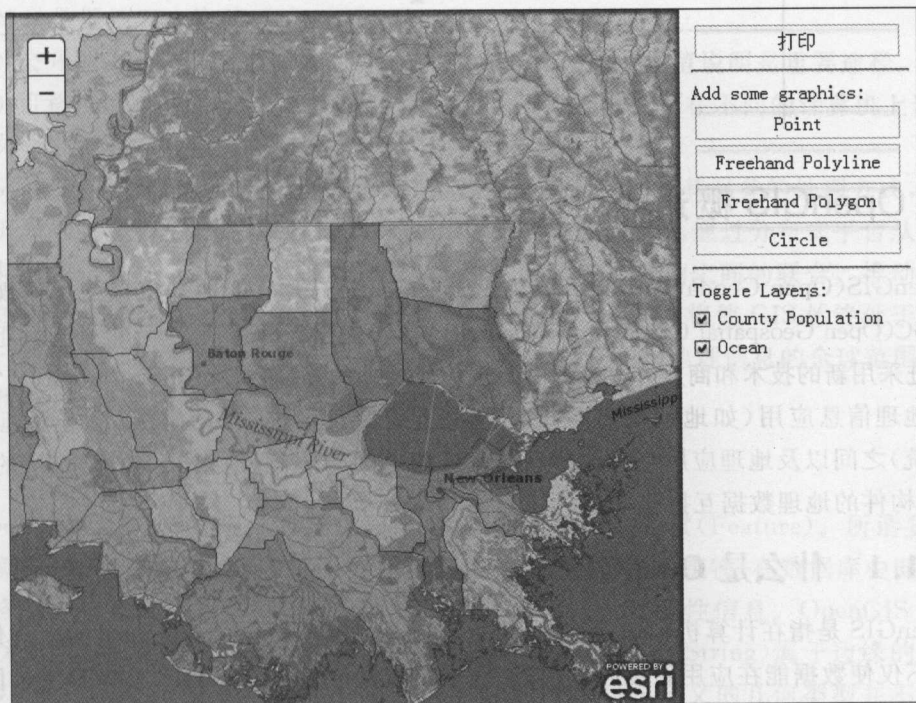 +
−
打印
Add some graphics:
Point
Freehand Polyline
Freehand Polygon
Circle
Toggle Layers:
County Population
Ocean
Baton Rouge
Mississippi River
New Orleans
Mississipp
POWERED BY
esri